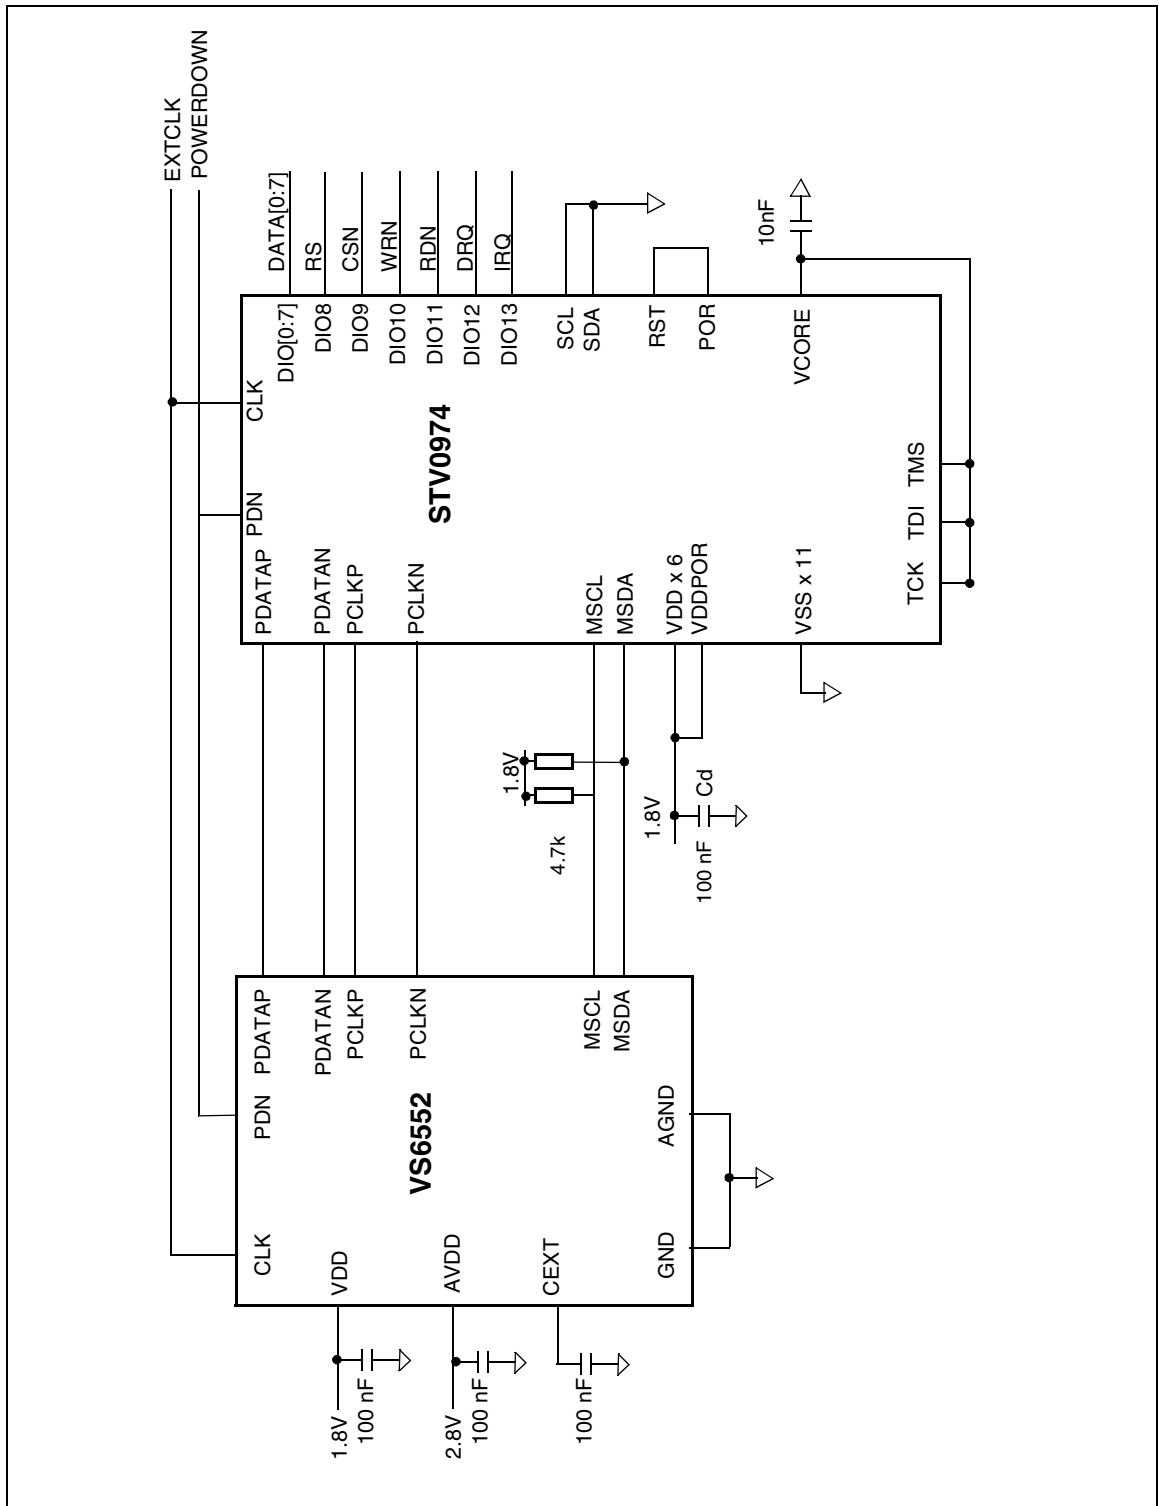 EXTCLK
POWERDOWN
DATA[0:7]
RS
CSN
WRN
RDN
DRQ
IRQ
10nF
DIO[0:7]
DIO8
DIO9
DIO10
DIO11
DIO12
DIO13
SCL
SDA
RST
POR
VCORE
CLK
PDN
STV0974
TMS
TDI
TCK
PDATAP
PDATAN
PCLKP
PCLKN
MSCL
MSDA
VDD x 6
VDDPOR
VSS x 11
1.8V
4.7k
1.8V
Cd
100 nF
PDATAP
PDATAN
PCLKP
PCLKN
MSCL
MSDA
PDN
CLK
VS6552
AGND
GND
VDD
AVDD
CEXT
1.8V
100 nF
2.8V
100 nF
100 nF